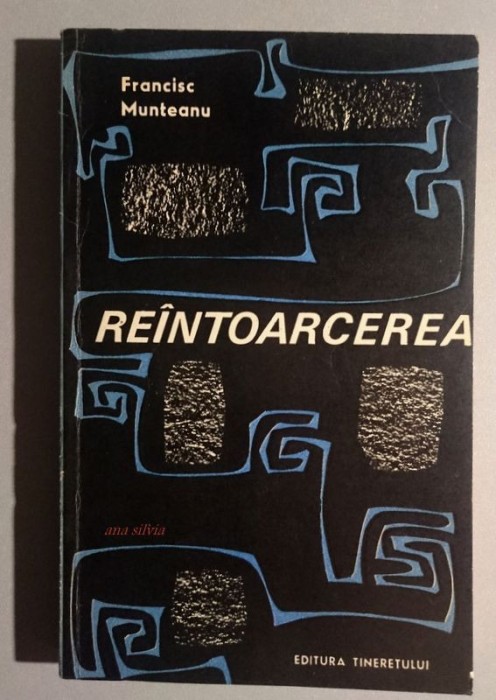 Francisc
Munteanu
REÎNTOARCEREA
ana silvia
EDITURA TINERETULUI